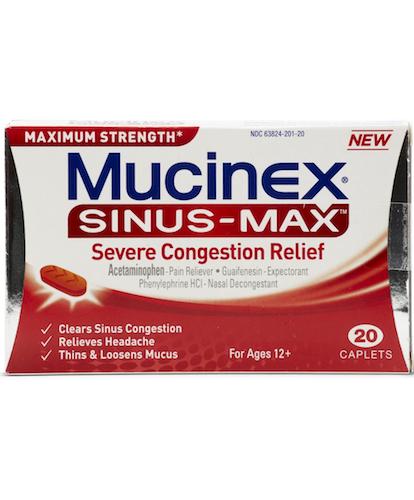 MAXIMUM STRENGTH*
NDC 63824-201-20
NEW
Mucinex®
SINUS-MAX™
Severe Congestion Relief
Acetaminophen - Pain Reliever • Guaifenesin - Expectorant
Phenylephrine HCl - Nasal Decongestant
✓ Clears Sinus Congestion
✓ Relieves Headache
✓ Thins & Loosens Mucus
For Ages 12+
20
CAPLETS